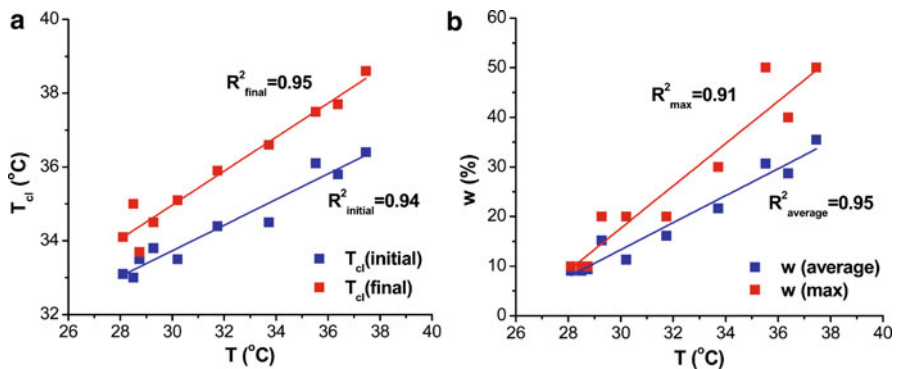 a
T_cl (°C)
40
38
36
34
32
R²_final=0.95
R²_initial=0.94
T_cl(initial)
T_cl(final)
26 28 30 32 34 36 38 40
T (°C)
b
w (%)
60
50
40
30
20
10
0
R²_max=0.91
R²_average=0.95
w (average)
w (max)
26 28 30 32 34 36 38 40
T (°C)